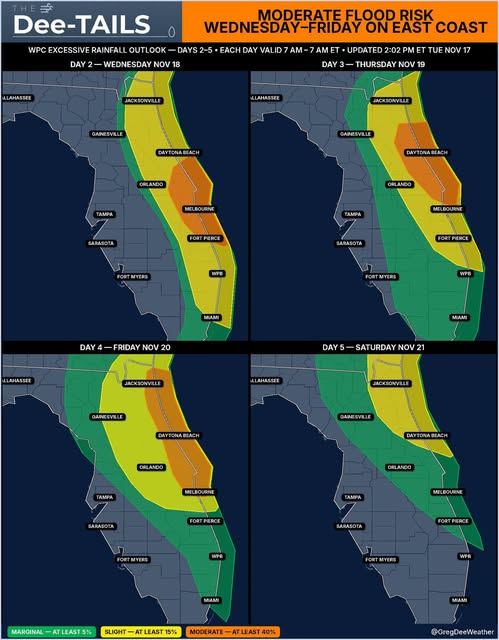 THE
Dee-TAILS
MODERATE FLOOD RISK
WEDNESDAY–FRIDAY ON EAST COAST
WPC EXCESSIVE RAINFALL OUTLOOK — DAYS 2–5 • EACH DAY VALID 7 AM – 7 AM ET • UPDATED 2:02 PM ET TUE NOV 17
DAY 2 — WEDNESDAY NOV 18
ALLAHASSEE
JACKSONVILLE
GAINESVILLE
DAYTONA BEACH
ORLANDO
TAMPA
MELBOURNE
SARASOTA
FORT PIERCE
FORT MYERS
WPB
MIAMI
DAY 3 — THURSDAY NOV 19
ALLAHASSEE
JACKSONVILLE
GAINESVILLE
DAYTONA BEACH
ORLANDO
TAMPA
MELBOURNE
SARASOTA
FORT PIERCE
FORT MYERS
WPB
MIAMI
DAY 4 — FRIDAY NOV 20
ALLAHASSEE
JACKSONVILLE
GAINESVILLE
DAYTONA BEACH
ORLANDO
TAMPA
MELBOURNE
SARASOTA
FORT PIERCE
FORT MYERS
WPB
MIAMI
DAY 5 — SATURDAY NOV 21
ALLAHASSEE
JACKSONVILLE
GAINESVILLE
DAYTONA BEACH
ORLANDO
TAMPA
MELBOURNE
SARASOTA
FORT PIERCE
FORT MYERS
WPB
MIAMI
MARGINAL — AT LEAST 5%
SLIGHT — AT LEAST 15%
MODERATE — AT LEAST 40%
@GregDeeWeather